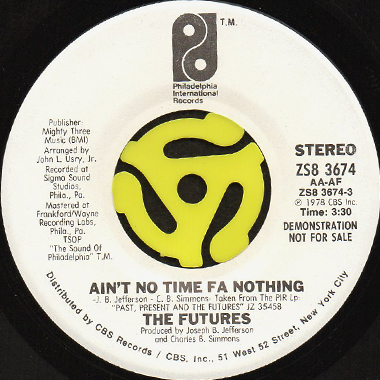 T.M.
Philadelphia
International
Records
Publisher:
Mighty Three
Music (BMI)
Arranged by
John L. Usry, Jr.
Recorded at
Sigma Sound
Studios,
Phila., Pa.
Mastered at
Frankford/Wayne
Recording Labs,
Phila., Pa.
TSOP
"The Sound Of
Philadelphia" T.M.
STEREO
ZS8 3674
AA-AF
ZS8 3674-3
Ⓟ 1978 CBS Inc.
Time: 3:30
DEMONSTRATION
NOT FOR SALE
AIN'T NO TIME FA NOTHING
-J. B. Jefferson - C. B. Simmons- Taken From The PIR Lp:
"PAST, PRESENT AND THE FUTURES" JZ 35458
THE FUTURES
Produced by Joseph B. Jefferson
and Charles B. Simmons
Distributed by CBS Records / CBS, Inc., 51 West 52 Street, New York City